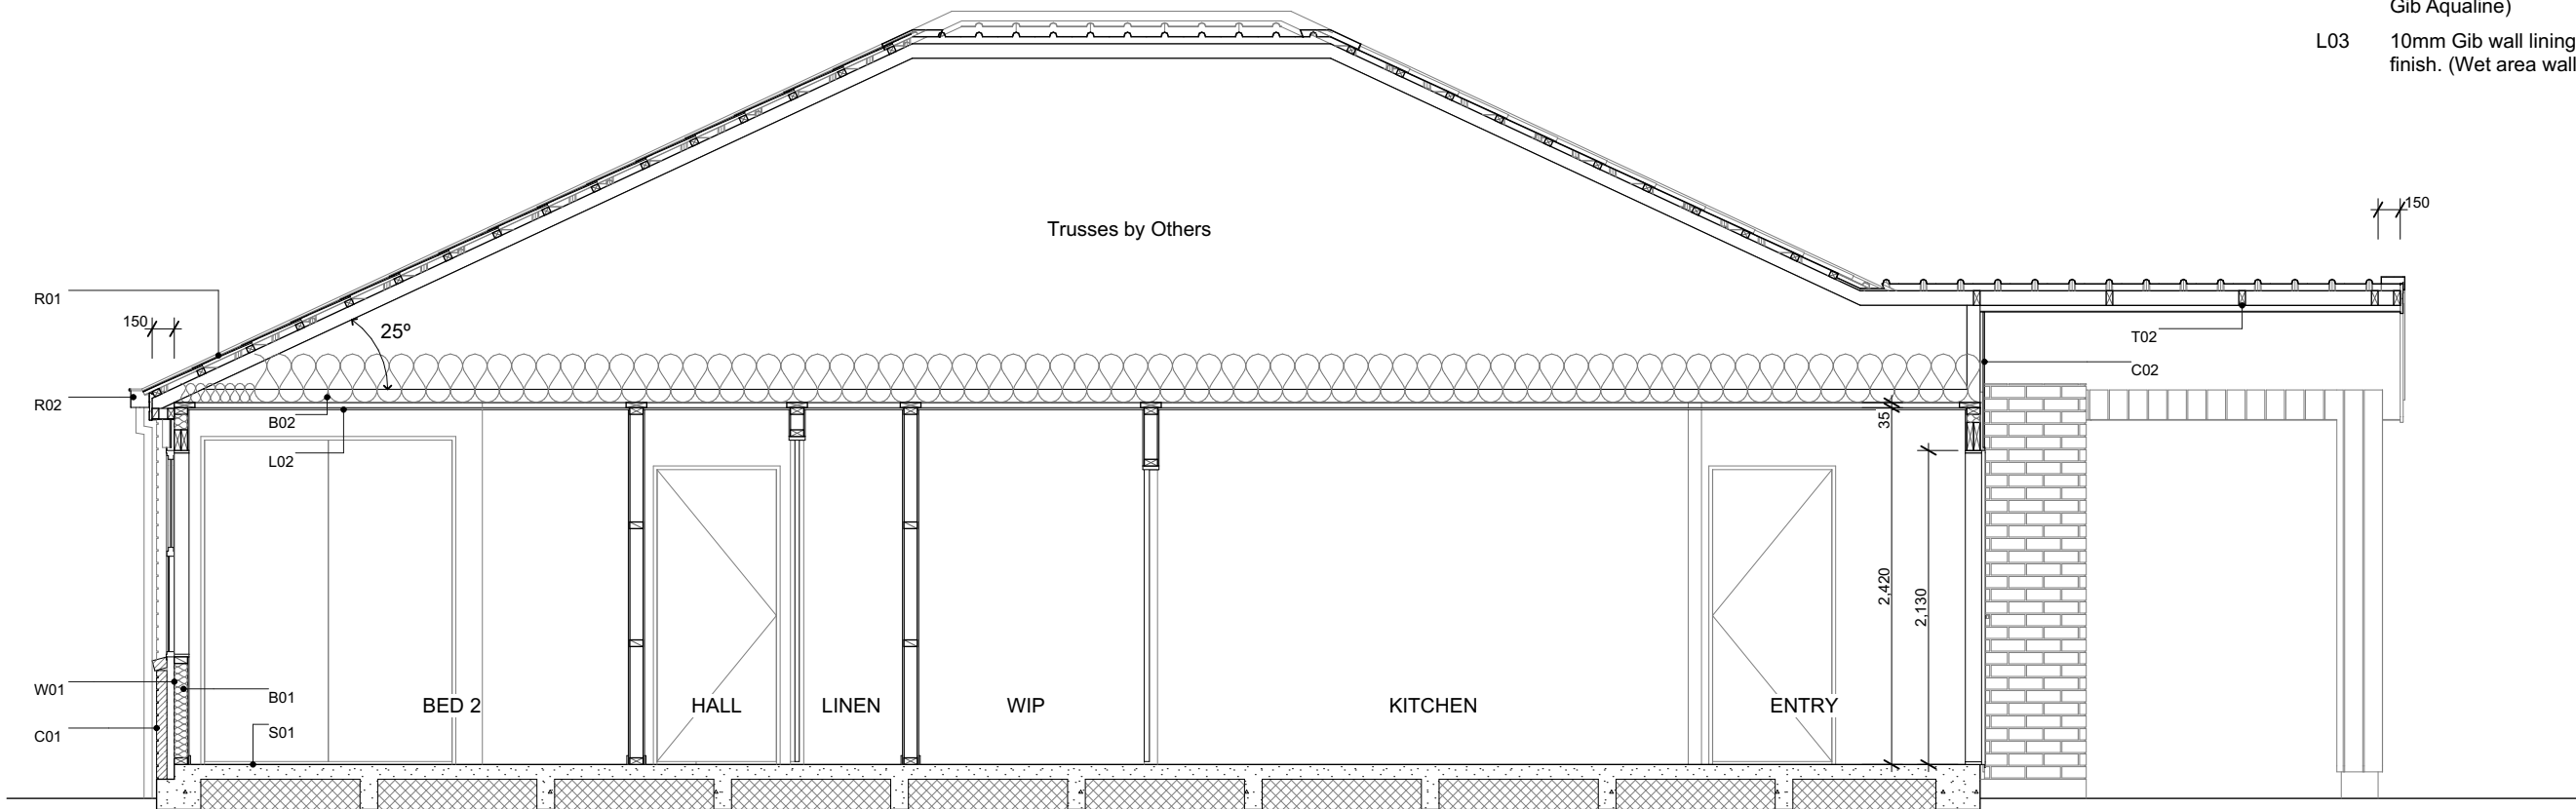 Gib Aqualine)
L03 10mm Gib wall lining
finish. (Wet area wall
150
Trusses by Others
R01
150
25º
T02
C02
R02
B02
35
L02
2,420
2,130
W01
B01
BED 2
HALL
LINEN
WIP
KITCHEN
ENTRY
C01
S01